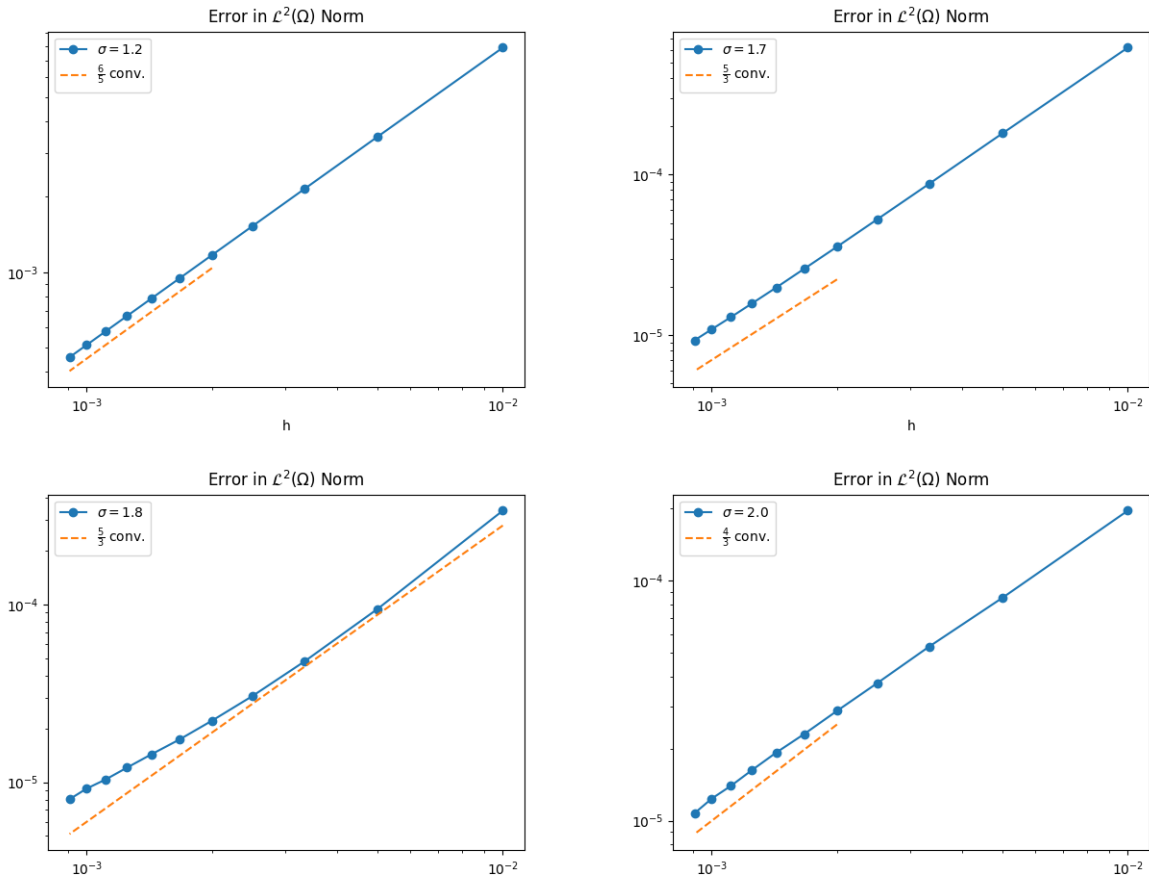 Error in 𝓛²(Ω) Norm
σ = 1.2
6/5 conv.
10⁻³
10⁻³
10⁻²
h
Error in 𝓛²(Ω) Norm
σ = 1.7
5/3 conv.
10⁻⁴
10⁻⁵
10⁻³
10⁻²
h
Error in 𝓛²(Ω) Norm
σ = 1.8
5/3 conv.
10⁻⁴
10⁻⁵
10⁻³
10⁻²
Error in 𝓛²(Ω) Norm
σ = 2.0
4/3 conv.
10⁻⁴
10⁻⁵
10⁻³
10⁻²